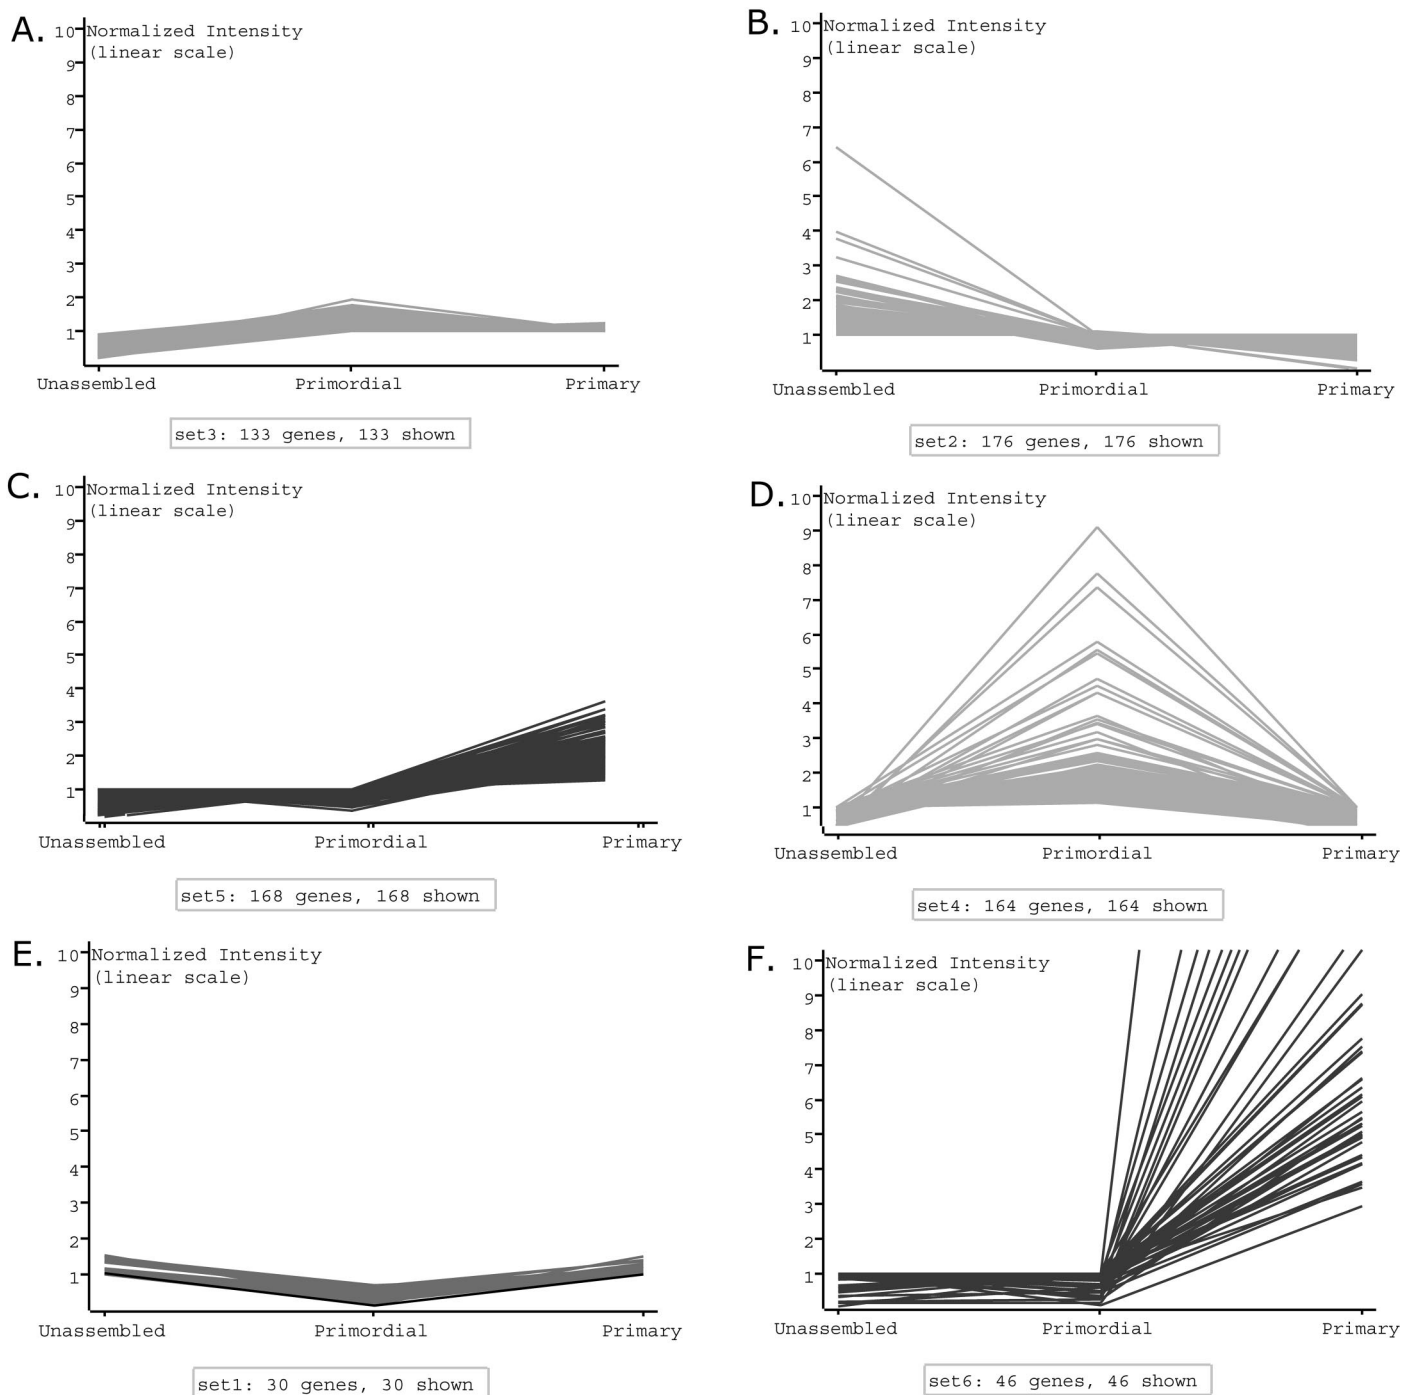 A.
Normalized Intensity
(linear scale)
10
9
8
7
6
5
4
3
2
1
Unassembled Primordial Primary
set3: 133 genes, 133 shown
B.
Normalized Intensity
(linear scale)
10
9
8
7
6
5
4
3
2
1
Unassembled Primordial Primary
set2: 176 genes, 176 shown
C.
Normalized Intensity
(linear scale)
10
9
8
7
6
5
4
3
2
1
Unassembled Primordial Primary
set5: 168 genes, 168 shown
D.
Normalized Intensity
(linear scale)
10
9
8
7
6
5
4
3
2
1
Unassembled Primordial Primary
set4: 164 genes, 164 shown
E.
Normalized Intensity
(linear scale)
10
9
8
7
6
5
4
3
2
1
Unassembled Primordial Primary
set1: 30 genes, 30 shown
F.
Normalized Intensity
(linear scale)
10
9
8
7
6
5
4
3
2
1
Unassembled Primordial Primary
set6: 46 genes, 46 shown